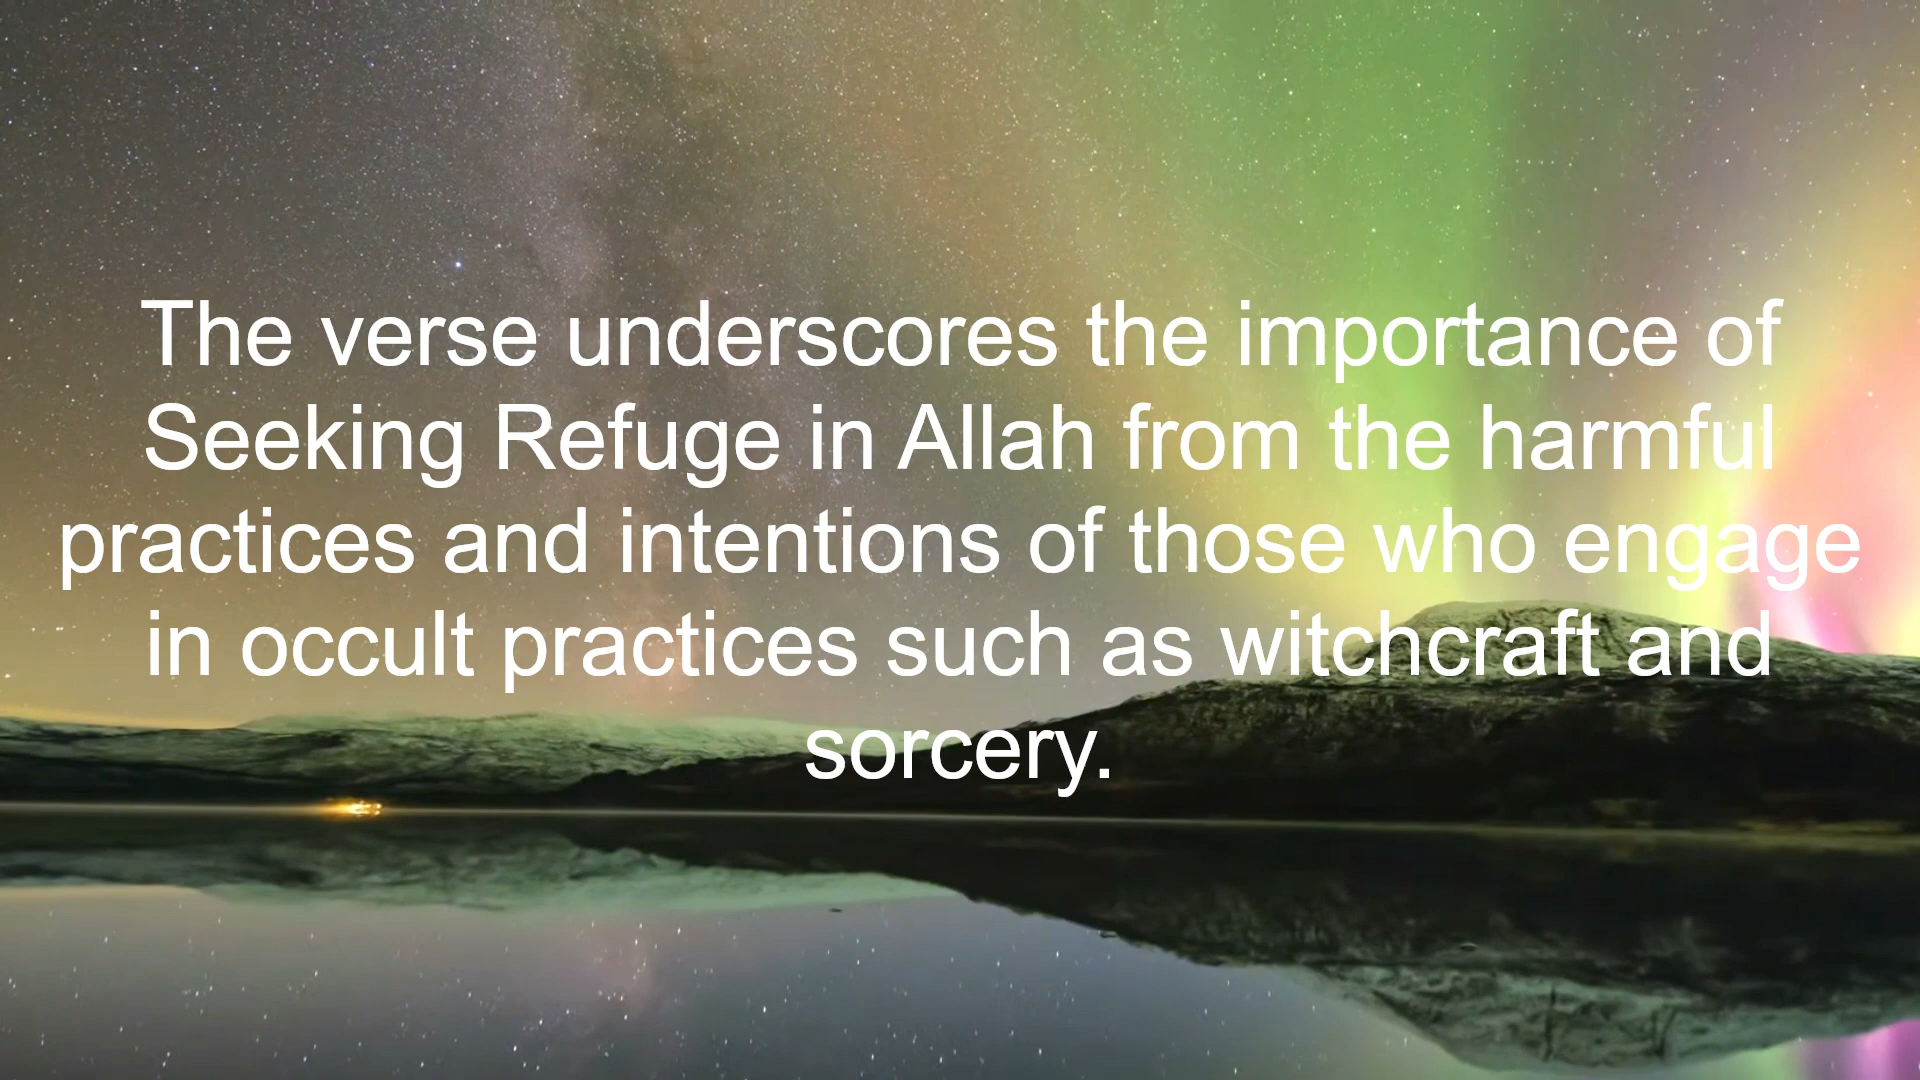 The verse underscores the importance of
Seeking Refuge in Allah from the harmful
practices and intentions of those who engage
in occult practices such as witchcraft and
sorcery.